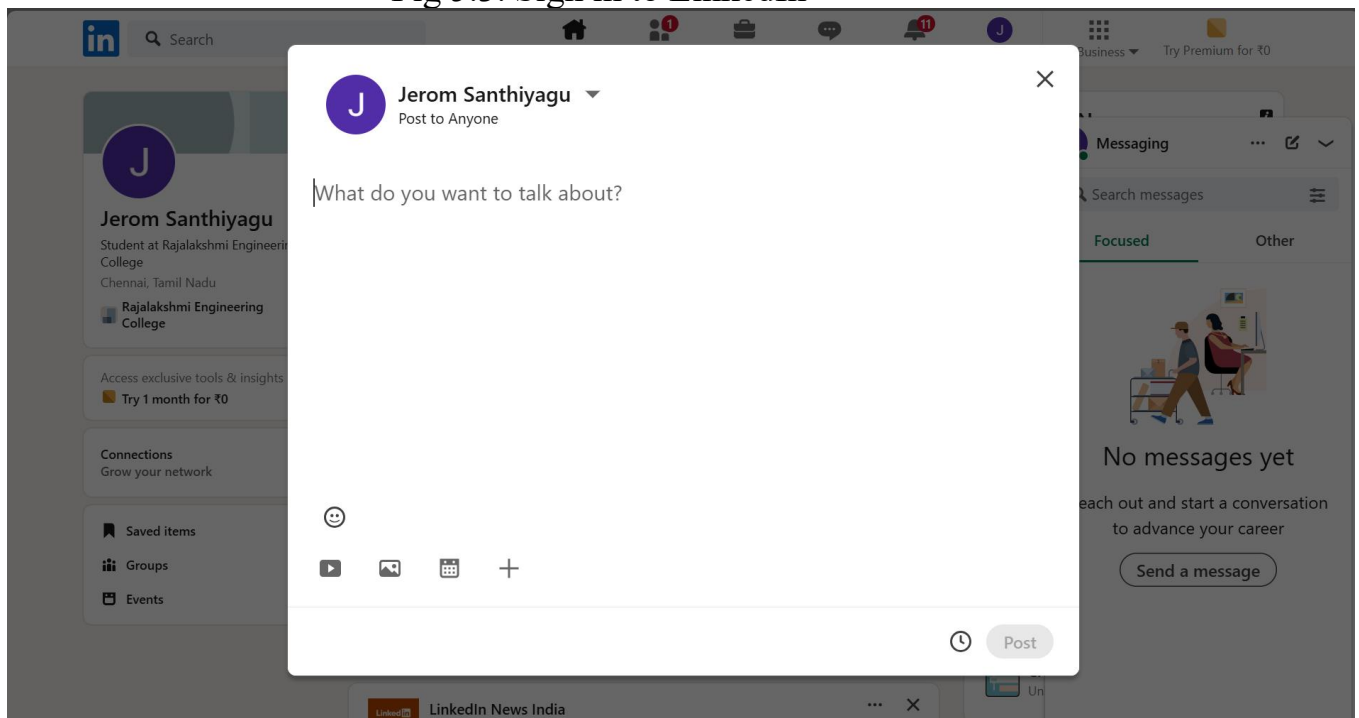 in
Search
1
11
J
Business
Try Premium for ₹0
J
Jerom Santhiyagu
Post to Anyone
What do you want to talk about?
Post
J
Jerom Santhiyagu
Student at Rajalakshmi
College
Chennai, Tamil Nadu
Rajalakshmi Engineering
College
Access exclusive tools & insights
Try 1 month for ₹0
Connections
Grow your network
Saved items
Groups
Events
Messaging
Search messages
Focused
Other
No messages yet
out and start a conversation
to advance your career
Send a message
Linked in
LinkedIn News India
Un